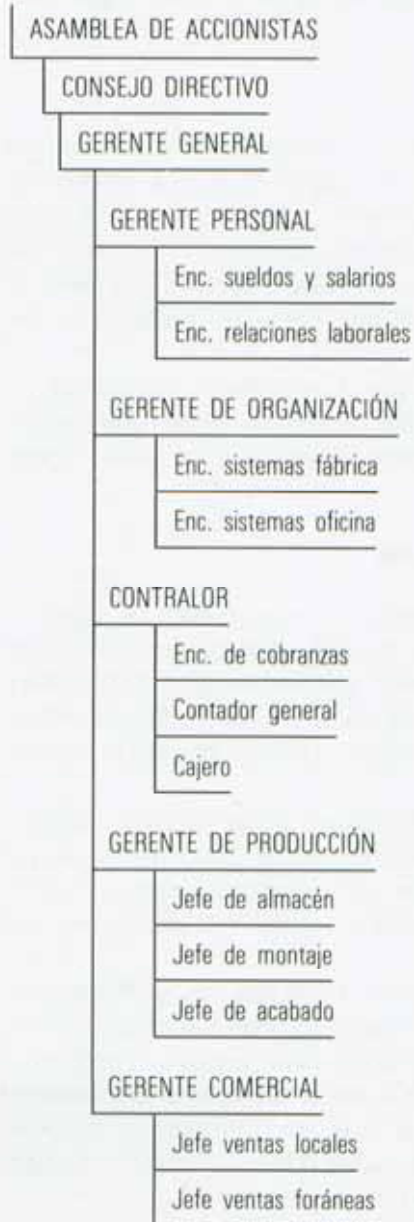 ASAMBLEA DE ACCIONISTAS
CONSEJO DIRECTIVO
GERENTE GENERAL
GERENTE PERSONAL
Enc. sueldos y salarios
Enc. relaciones laborales
GERENTE DE ORGANIZACIÓN
Enc. sistemas fábrica
Enc. sistemas oficina
CONTRALOR
Enc. de cobranzas
Contador general
Cajero
GERENTE DE PRODUCCIÓN
Jefe de almacén
Jefe de montaje
Jefe de acabado
GERENTE COMERCIAL
Jefe ventas locales
Jefe ventas foráneas